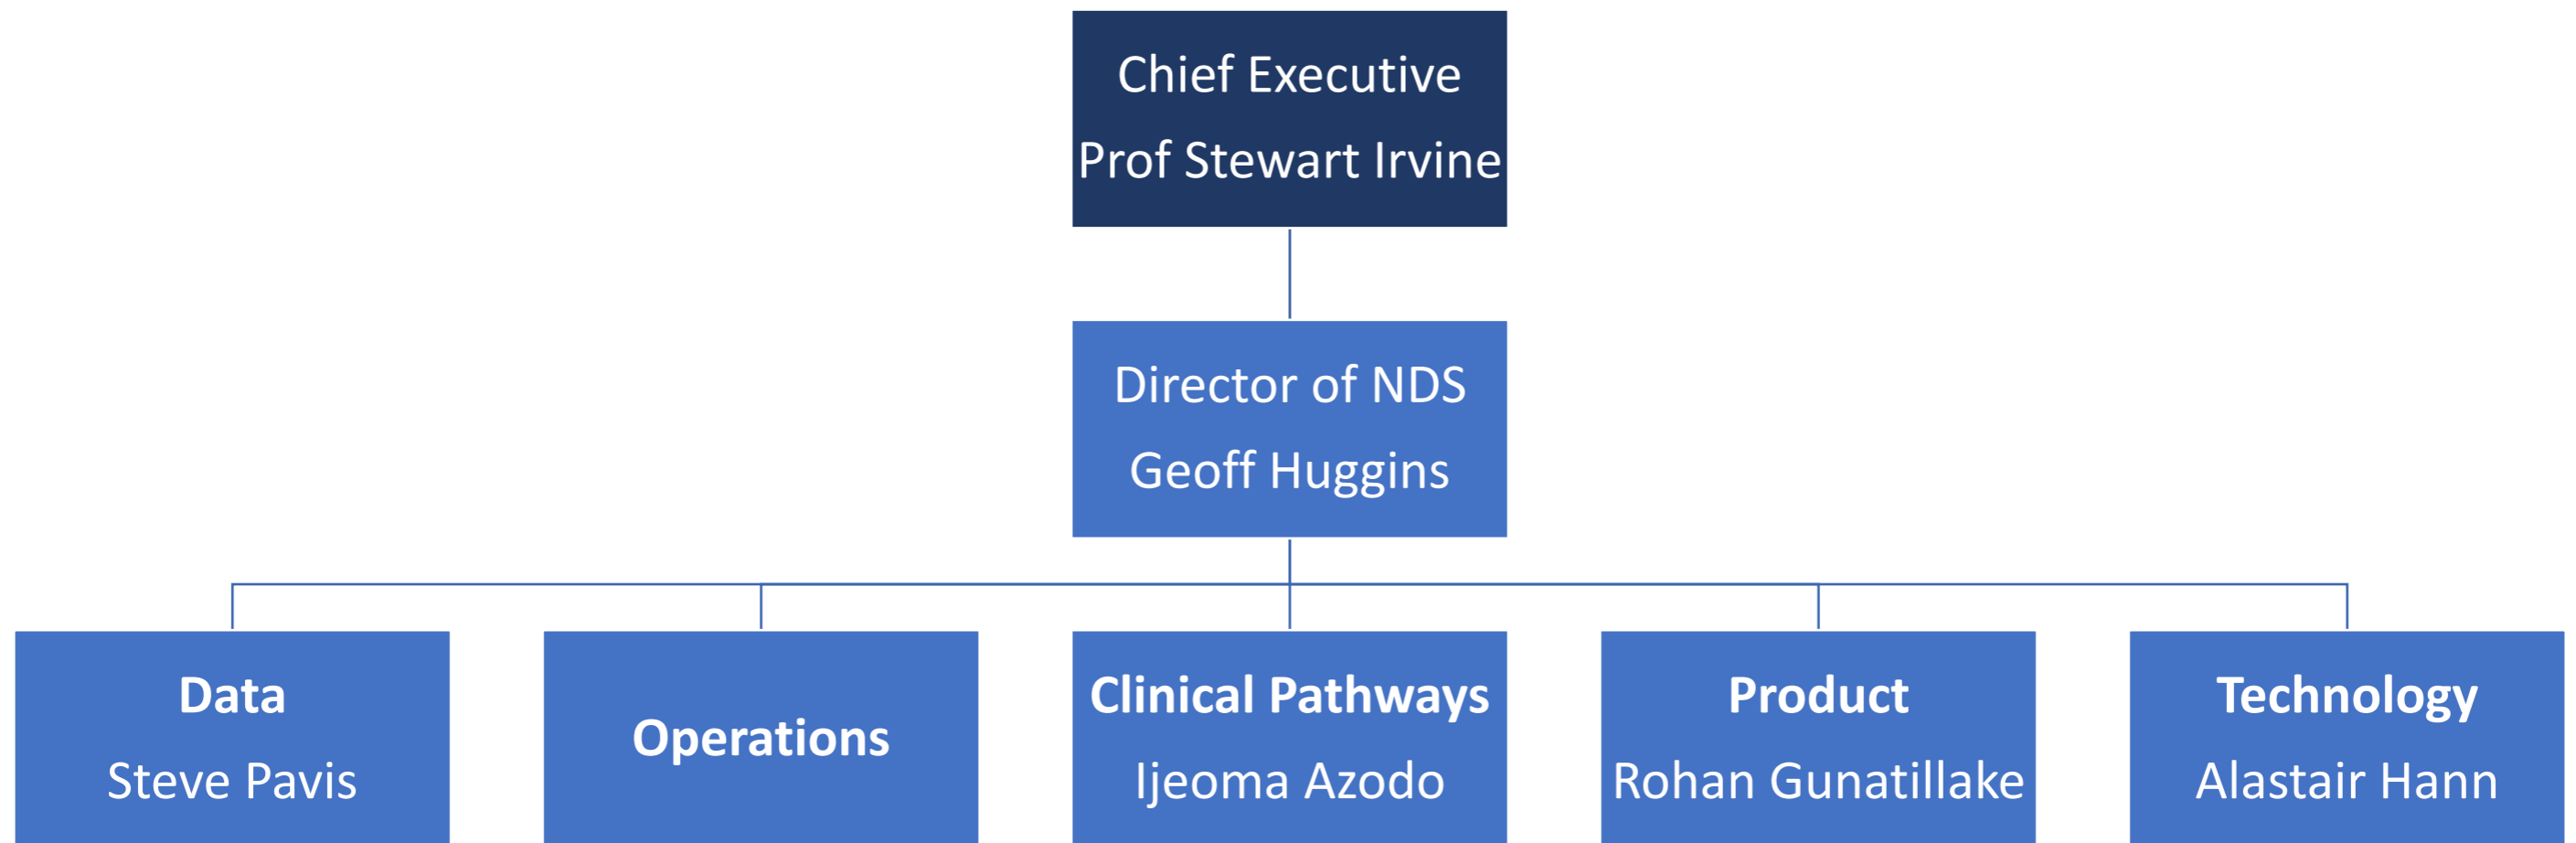 Chief Executive
Prof Stewart Irvine
Director of NDS
Geoff Huggins
Data
Steve Pavis
Operations
Clinical Pathways
Ijeoma Azodo
Product
Rohan Gunatillake
Technology
Alastair Hann